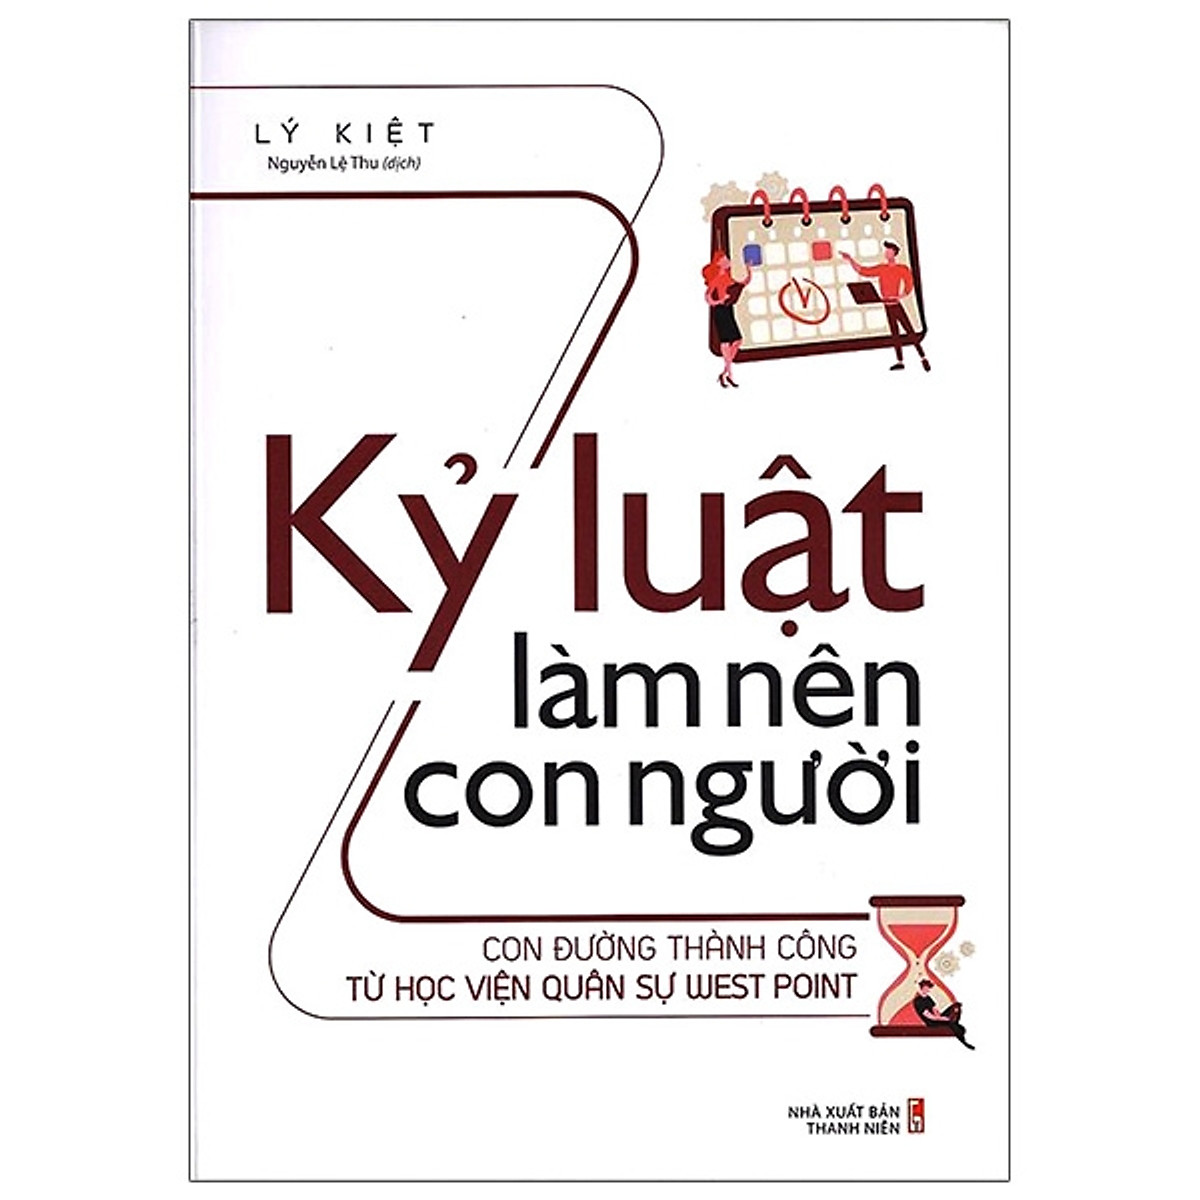 LÝ KIỆT
Nguyễn Lệ Thu (dịch)
Kỷ luật
làm nên
con người
CON ĐƯỜNG THÀNH CÔNG
TỪ HỌC VIỆN QUÂN SỰ WEST POINT
NHÀ XUẤT BẢN
THANH NIÊN